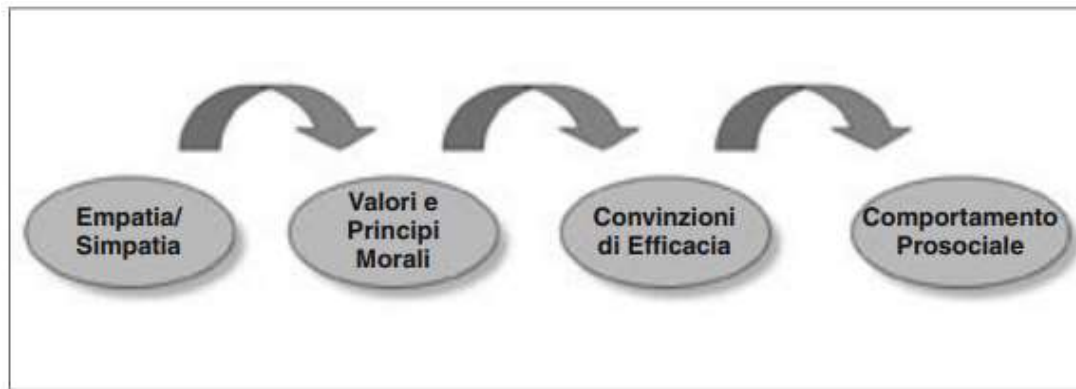 Empatia/
Simpatia
Valori e
Principi
Morali
Convinzioni
di Efficacia
Comportamento
Prosociale